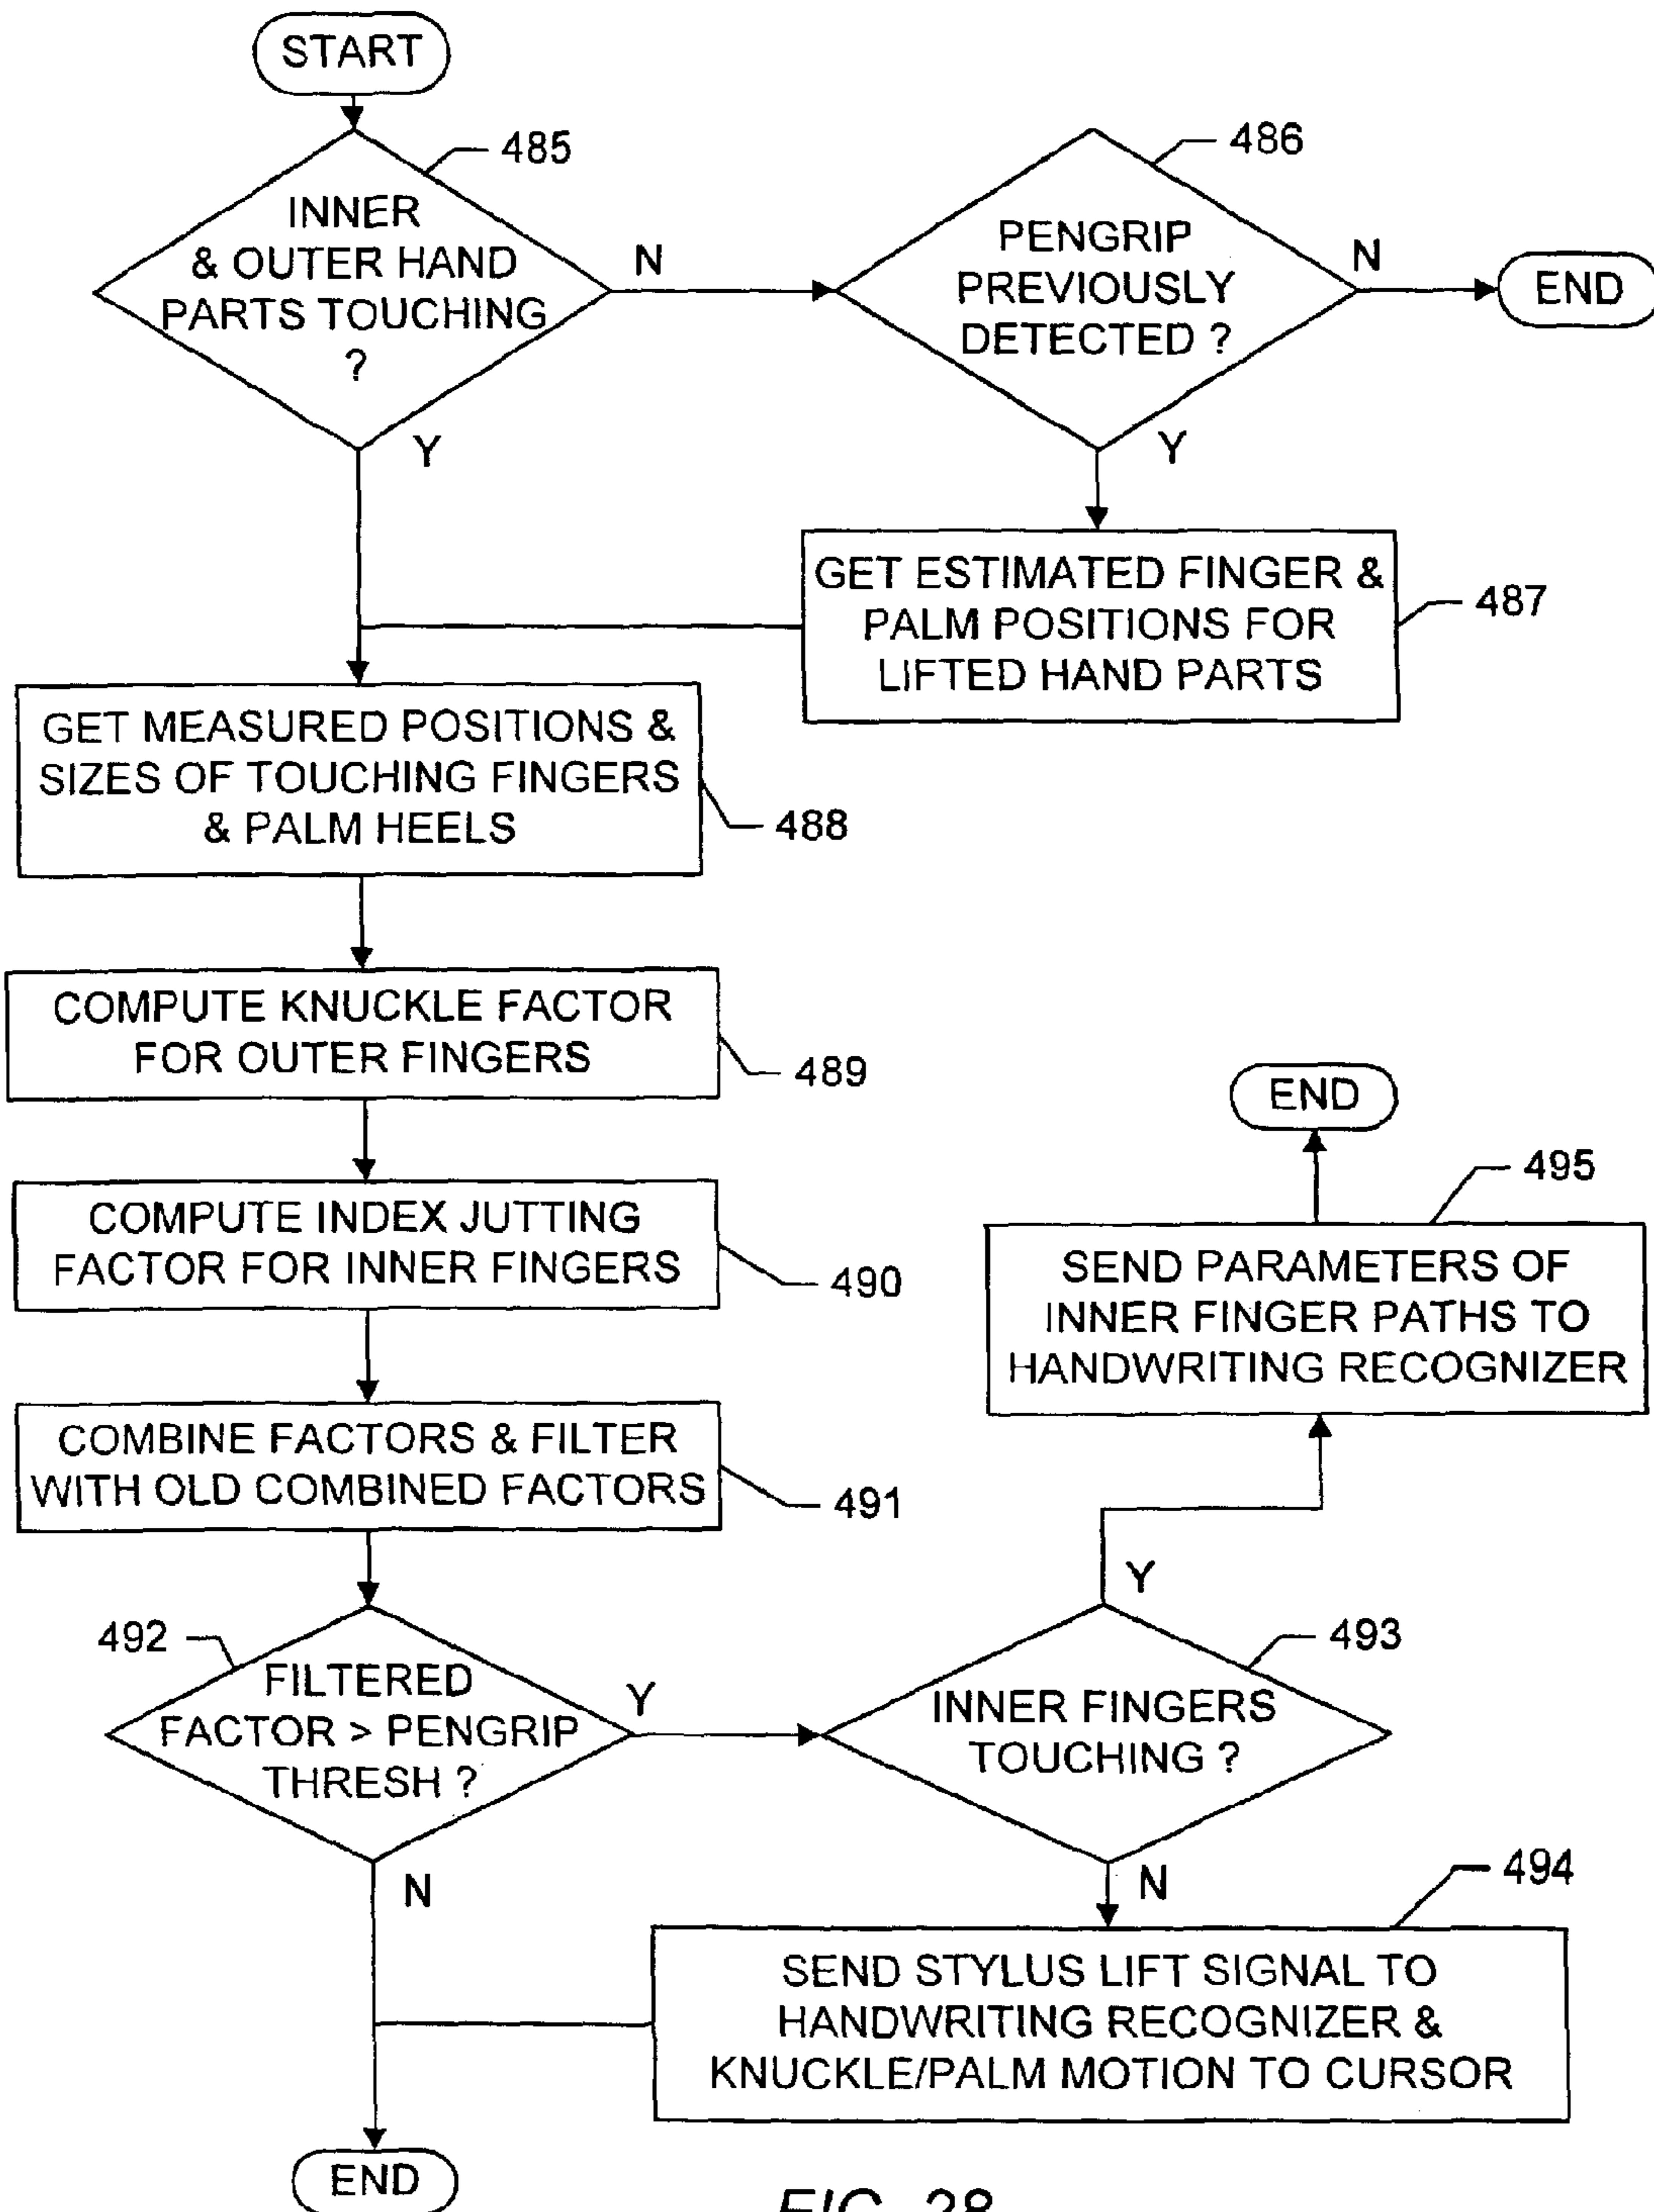 START
485
INNER
& OUTER HAND
PARTS TOUCHING
?
N
Y
486
PENGRIP
PREVIOUSLY
DETECTED ?
N
END
Y
GET ESTIMATED FINGER &
PALM POSITIONS FOR
LIFTED HAND PARTS
487
GET MEASURED POSITIONS &
SIZES OF TOUCHING FINGERS
& PALM HEELS
488
COMPUTE KNUCKLE FACTOR
FOR OUTER FINGERS
489
COMPUTE INDEX JUTTING
FACTOR FOR INNER FINGERS
490
COMBINE FACTORS & FILTER
WITH OLD COMBINED FACTORS
491
492
FILTERED
FACTOR > PENGRIP
THRESH ?
Y
N
END
495
SEND PARAMETERS OF
INNER FINGER PATHS TO
HANDWRITING RECOGNIZER
Y
493
INNER FINGERS
TOUCHING ?
N
494
SEND STYLUS LIFT SIGNAL TO
HANDWRITING RECOGNIZER &
KNUCKLE/PALM MOTION TO CURSOR
END
FIG. 28